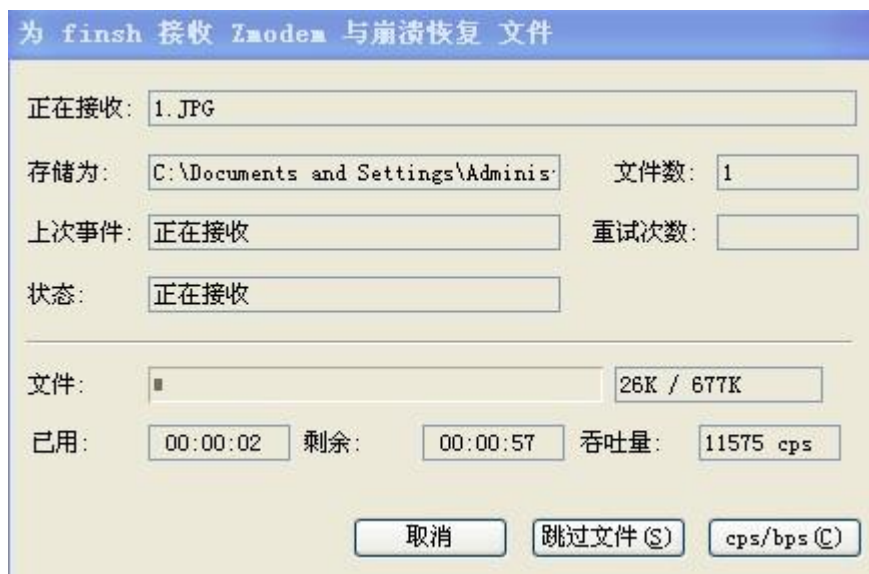 为 finsh 接收 Zmodem 与崩溃恢复 文件
正在接收: 1.JPG
存储为: C:\Documents and Settings\Adminis 文件数: 1
上次事件: 正在接收 重试次数:
状态: 正在接收
文件: 26K / 677K
已用: 00:00:02 剩余: 00:00:57 吞吐量: 11575 cps
取消 跳过文件(S) cps/bps(C)